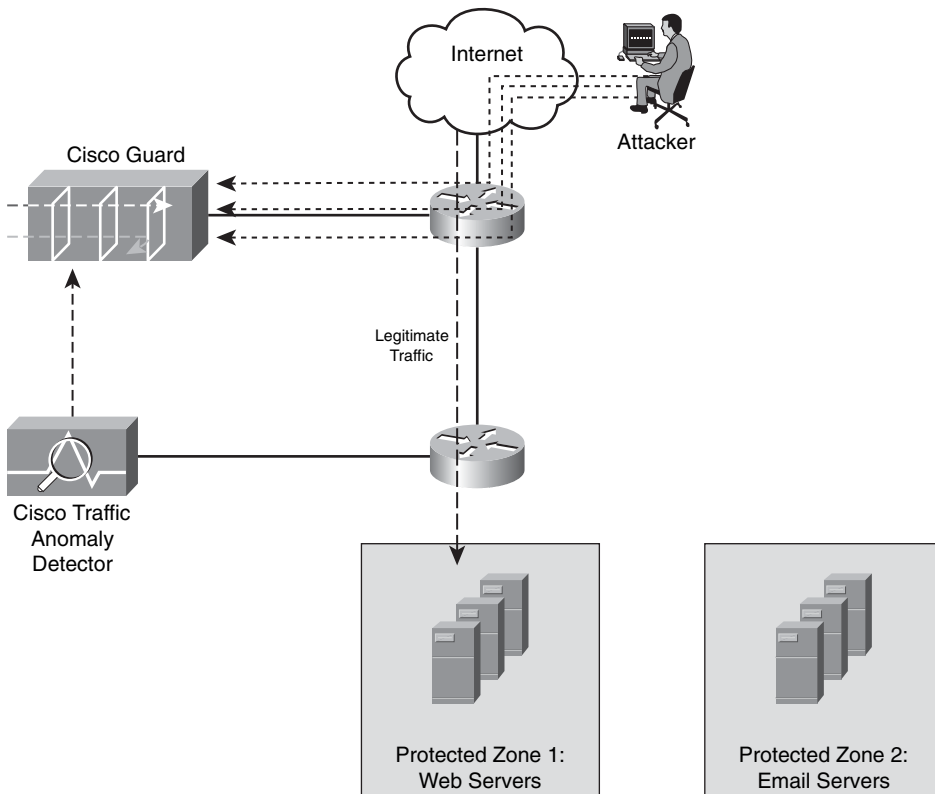 Internet
Attacker
Cisco Guard
Legitimate
Traffic
Cisco Traffic
Anomaly
Detector
Protected Zone 1:
Web Servers
Protected Zone 2:
Email Servers